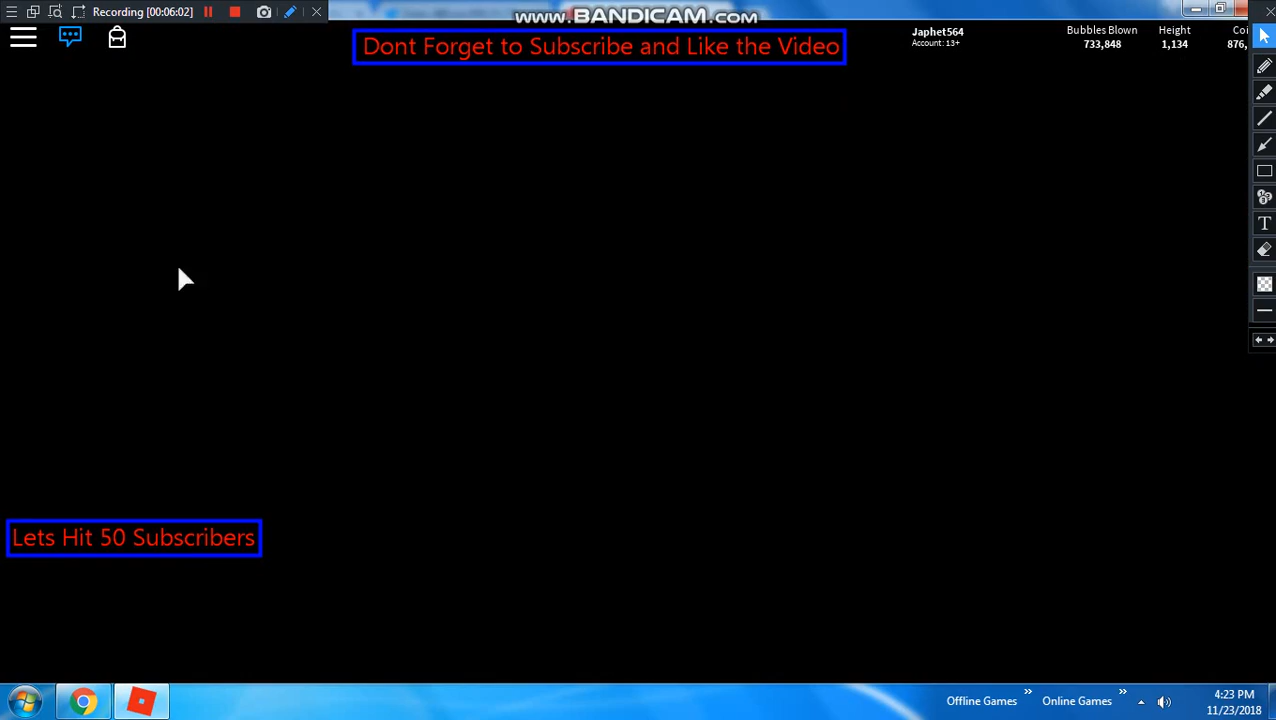 Recording [00:06:02]
www.BANDICAM.com
Dont Forget to Subscribe and Like the Video
Japhet564
Account: 13+
Bubbles Blown
733,848
Height
1,134
Coi
876,
T
Lets Hit 50 Subscribers
Offline Games
Online Games
4:23 PM
11/23/2018